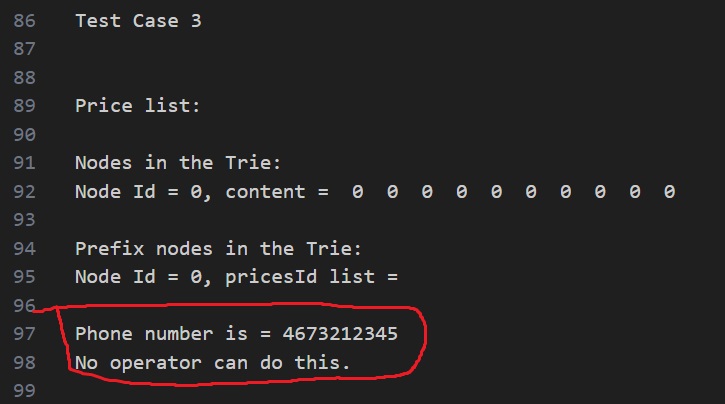 86 Test Case 3
87
88
89 Price list:
90
91 Nodes in the Trie:
92 Node Id = 0, content =  0  0  0  0  0  0  0  0  0  0
93
94 Prefix nodes in the Trie:
95 Node Id = 0, pricesId list =
96
97 Phone number is = 4673212345
98 No operator can do this.
99